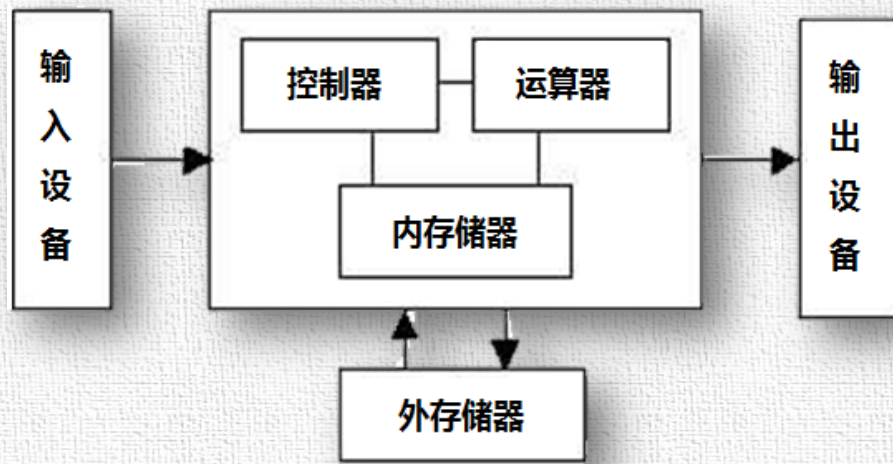 输入设备
控制器
运算器
输出设备
内存储器
外存储器